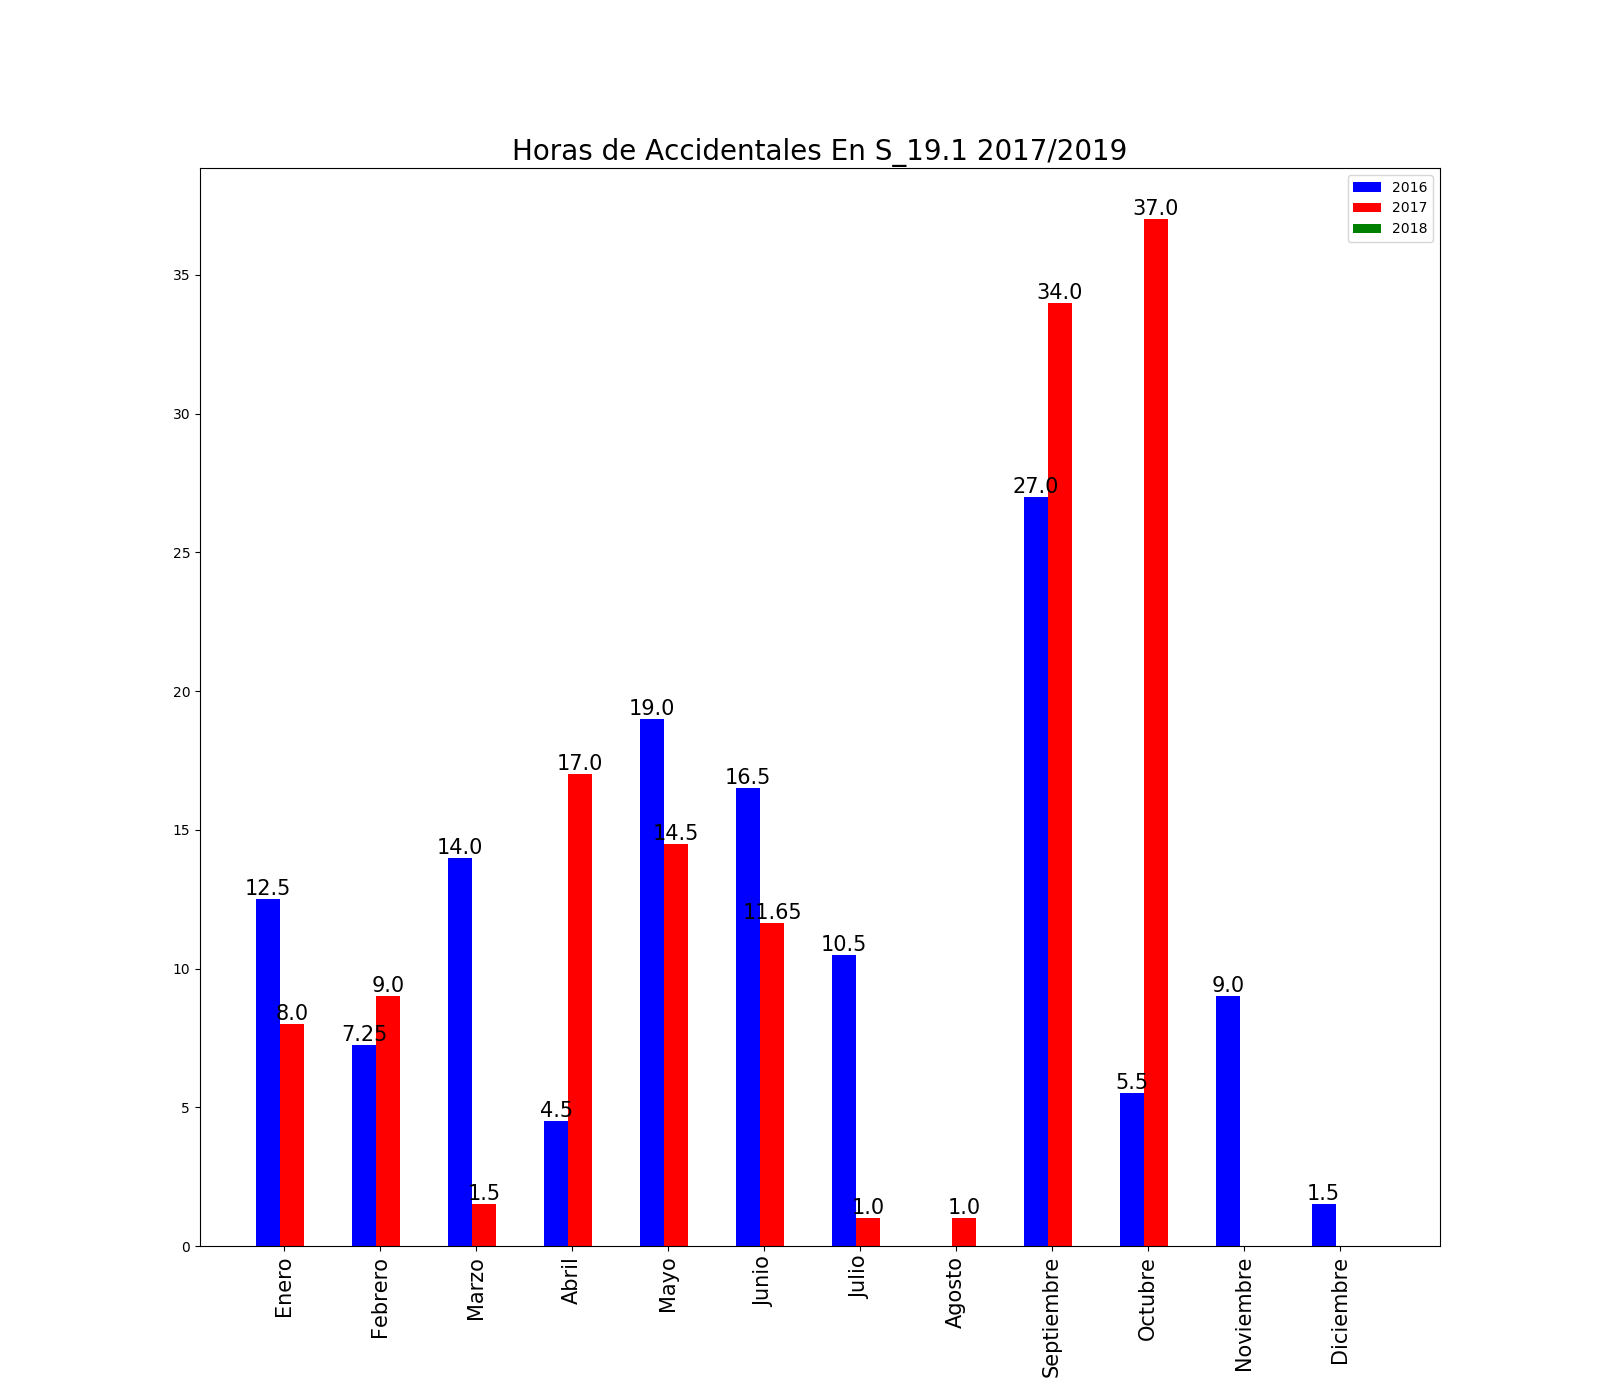 Horas de Accidentales En S_19.1 2017/2019
2016
2017
2018
35
30
25
20
15
10
5
0
12.5
8.0
7.25
9.0
14.0
1.5
4.5
17.0
19.0
14.5
16.5
11.65
10.5
1.0
1.0
27.0
34.0
5.5
37.0
9.0
1.5
Enero
Febrero
Marzo
Abril
Mayo
Junio
Julio
Agosto
Septiembre
Octubre
Noviembre
Diciembre